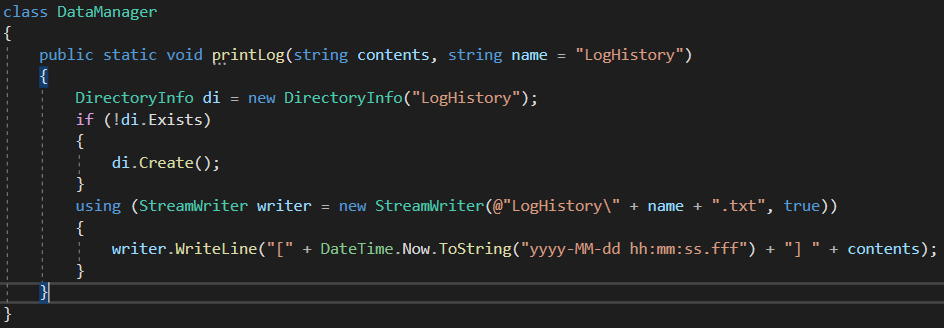 class DataManager
{
    public static void printLog(string contents, string name = "LogHistory")
    {
        DirectoryInfo di = new DirectoryInfo("LogHistory");
        if (!di.Exists)
        {
            di.Create();
        }
        using (StreamWriter writer = new StreamWriter(@"LogHistory\" + name + ".txt", true))
        {
            writer.WriteLine("[" + DateTime.Now.ToString("yyyy-MM-dd hh:mm:ss.fff") + "] " + contents);
        }
    }
}